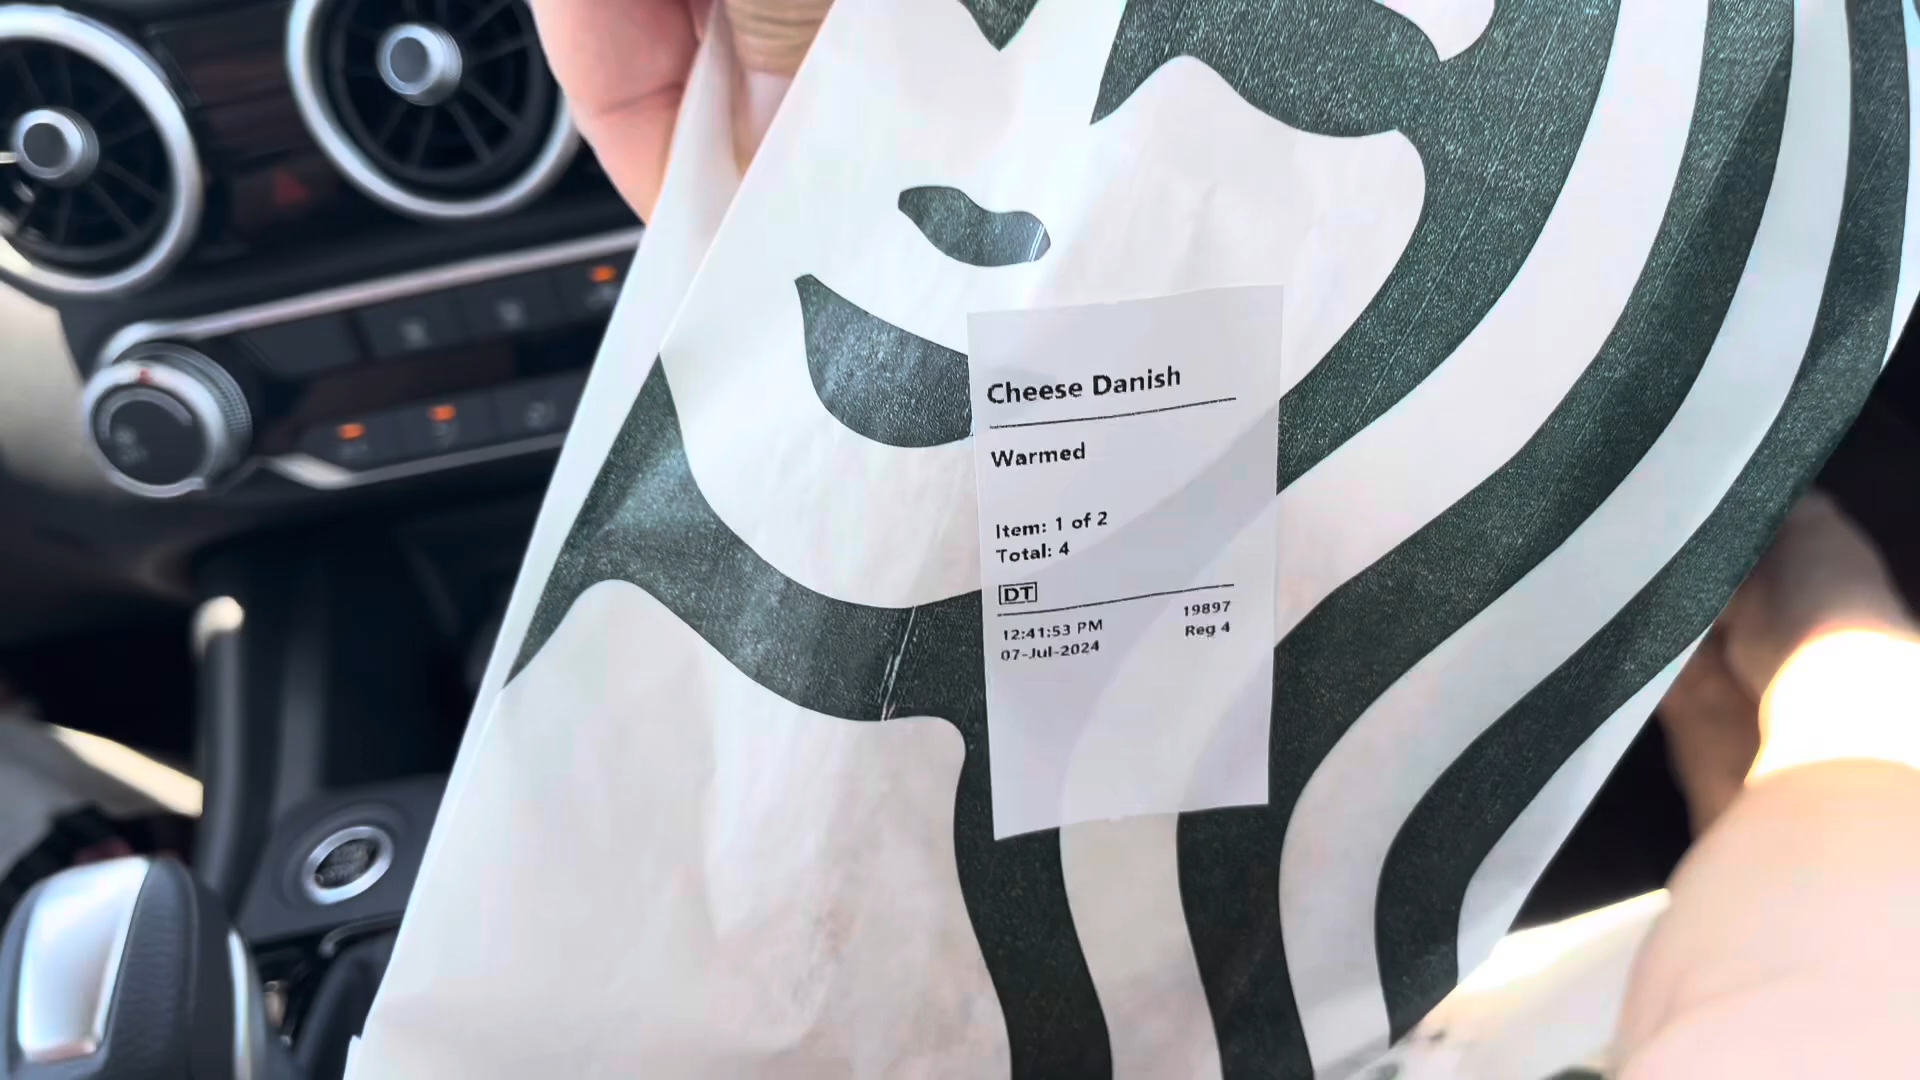 Cheese Danish
Warmed
Item: 1 of 2
Total: 4
DT
12:41:53 PM 19897
07-Jul-2024 Reg 4